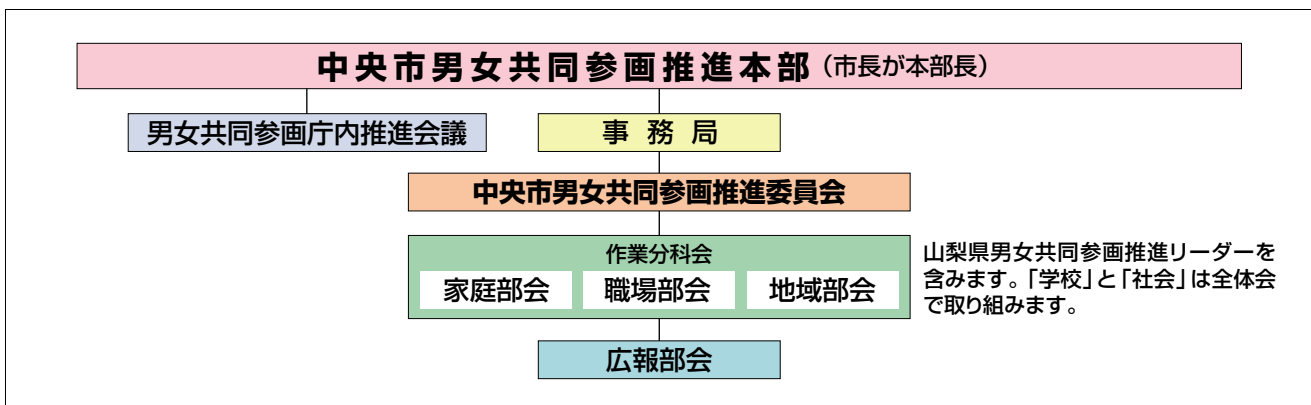 中央市男女共同参画推進本部（市長が本部長）
男女共同参画庁内推進会議
事務局
中央市男女共同参画推進委員会
作業分科会
家庭部会
職場部会
地域部会
山梨県男女共同参画推進リーダーを
含みます。「学校」と「社会」は全体会
で取り組みます。
広報部会